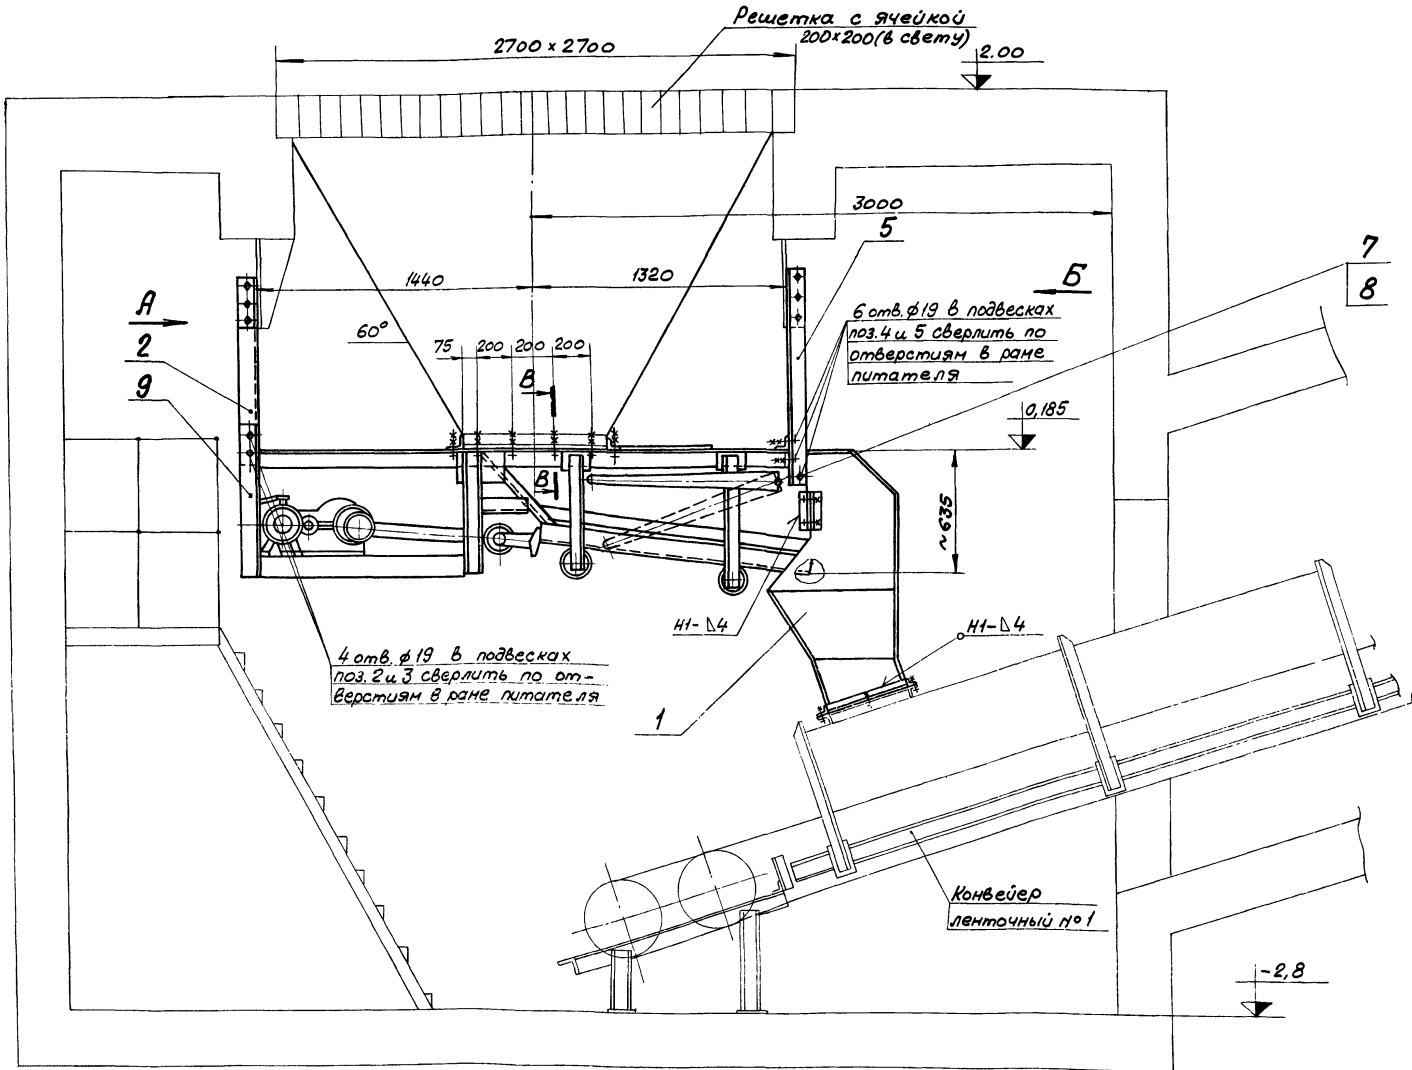 Решетка с ячейкой
200×200(в свету)
2700 × 2700
2.00
3000
5
7
8
1440
1320
А
Б
60°
2
9
75
200
200
200
В
В
6 отв. ф19 в подвесках
поз. 4 и 5 сверлить по
отверстиям в раме
питателя
0,185
~635
Н1-⊿4
Н1-⊿4
4 отв. ф19 в подвесках
поз. 2 и 3 сверлить по от-
верстиям в раме питателя
1
Конвейер
ленточный №1
-2,8